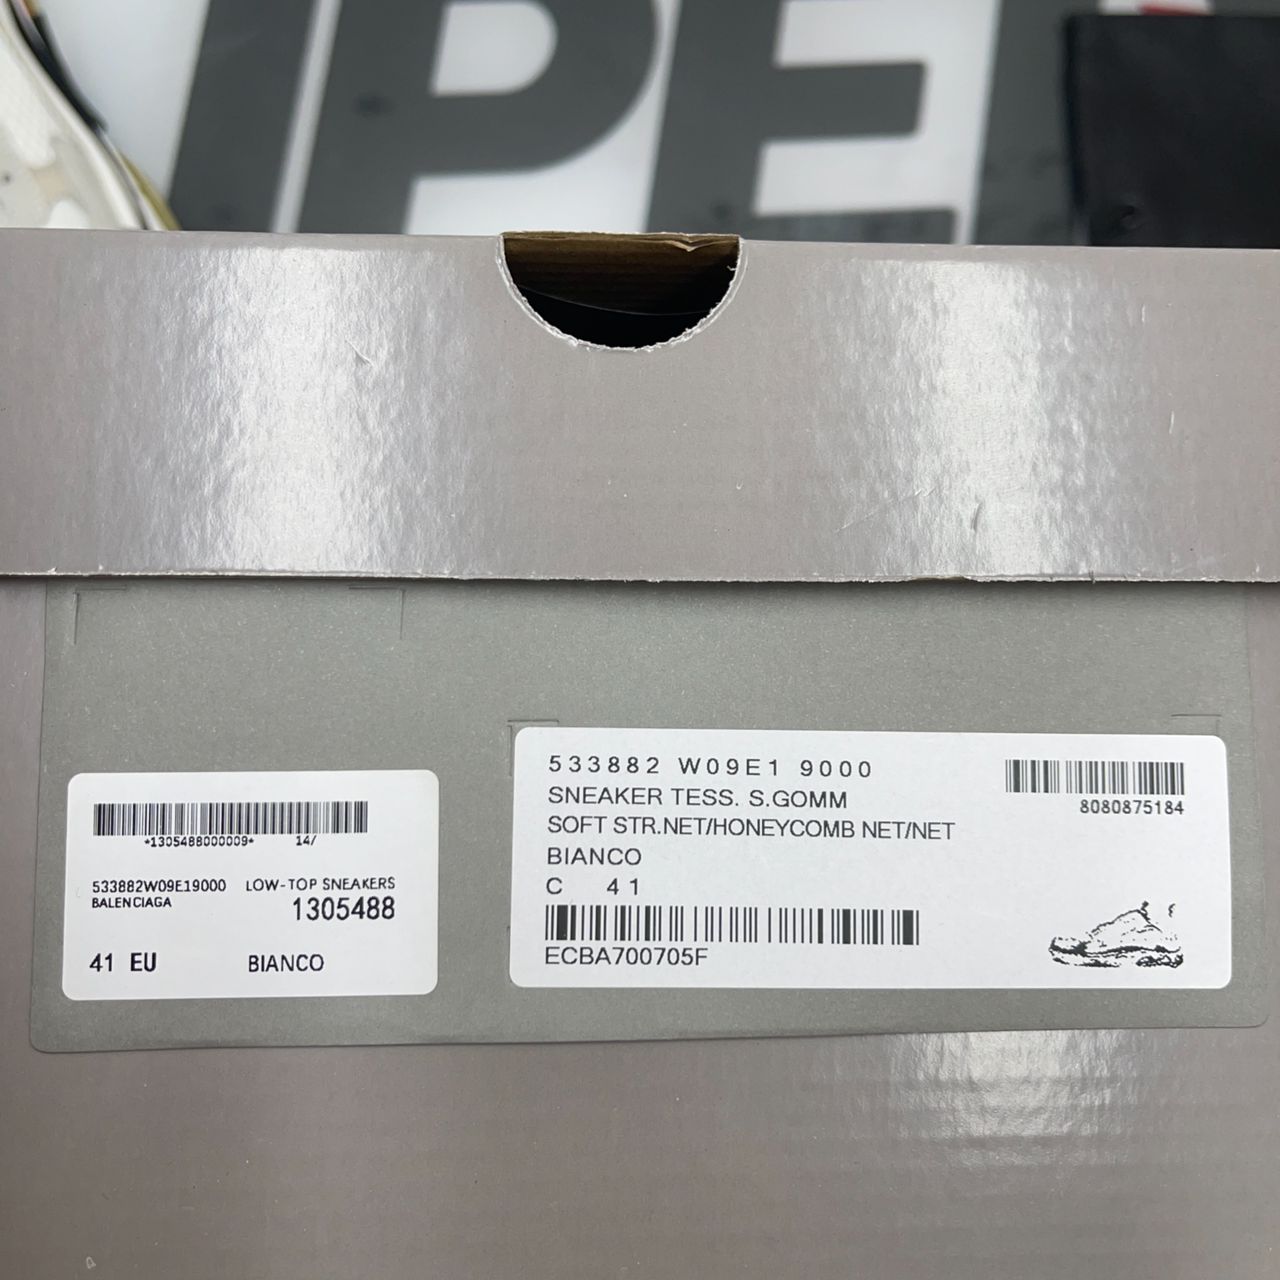 IPE
*1305488000009* 14/
533882W09E19000 LOW-TOP SNEAKERS
BALENCIAGA 1305488
41 EU BIANCO
533882 W09E1 9000
SNEAKER TESS. S.GOMM
SOFT STR.NET/HONEYCOMB NET/NET
BIANCO
C 41
ECBA700705F
8080875184